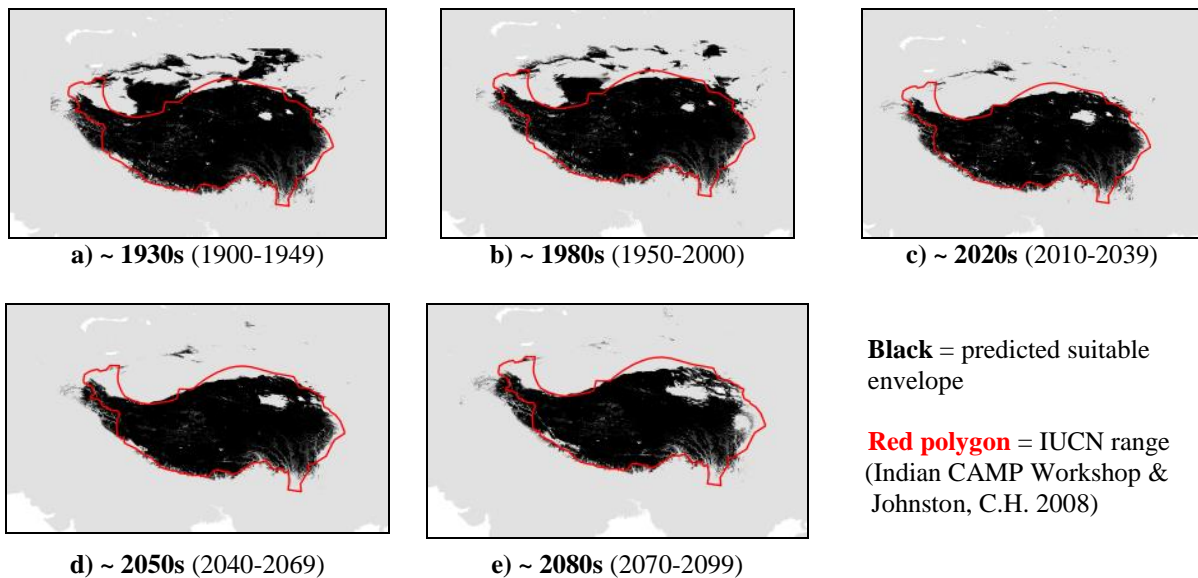 a) ~ 1930s (1900-1949)
b) ~ 1980s (1950-2000)
c) ~ 2020s (2010-2039)
Black = predicted suitable
envelope
Red polygon = IUCN range
(Indian CAMP Workshop &
Johnston, C.H. 2008)
d) ~ 2050s (2040-2069)
e) ~ 2080s (2070-2099)